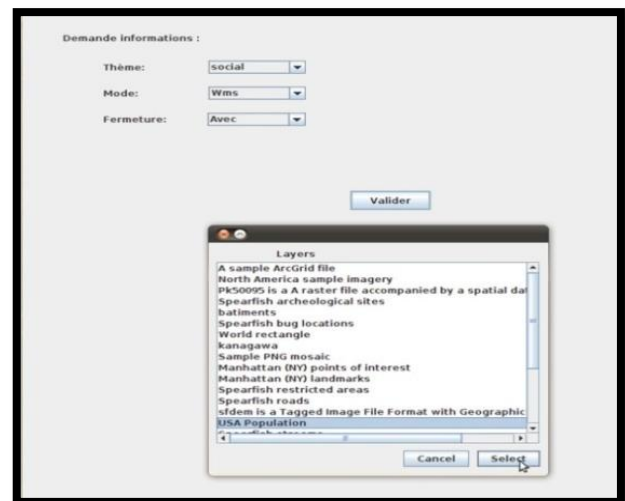 Demande informations :
Thème: social
Mode: Wms
Fermeture: Avec
Valider
Layers
A sample ArcGrid file
North America sample imagery
Pk50095 is a A raster file accompanied by a spatial dat
Spearfish archeological sites
batiments
Spearfish bug locations
World rectangle
kanagawa
Sample PNG mosaic
Manhattan (NY) points of interest
Manhattan (NY) landmarks
Spearfish restricted areas
Spearfish roads
sfdem is a Tagged Image File Format with Geographic
USA Population
Cancel Select